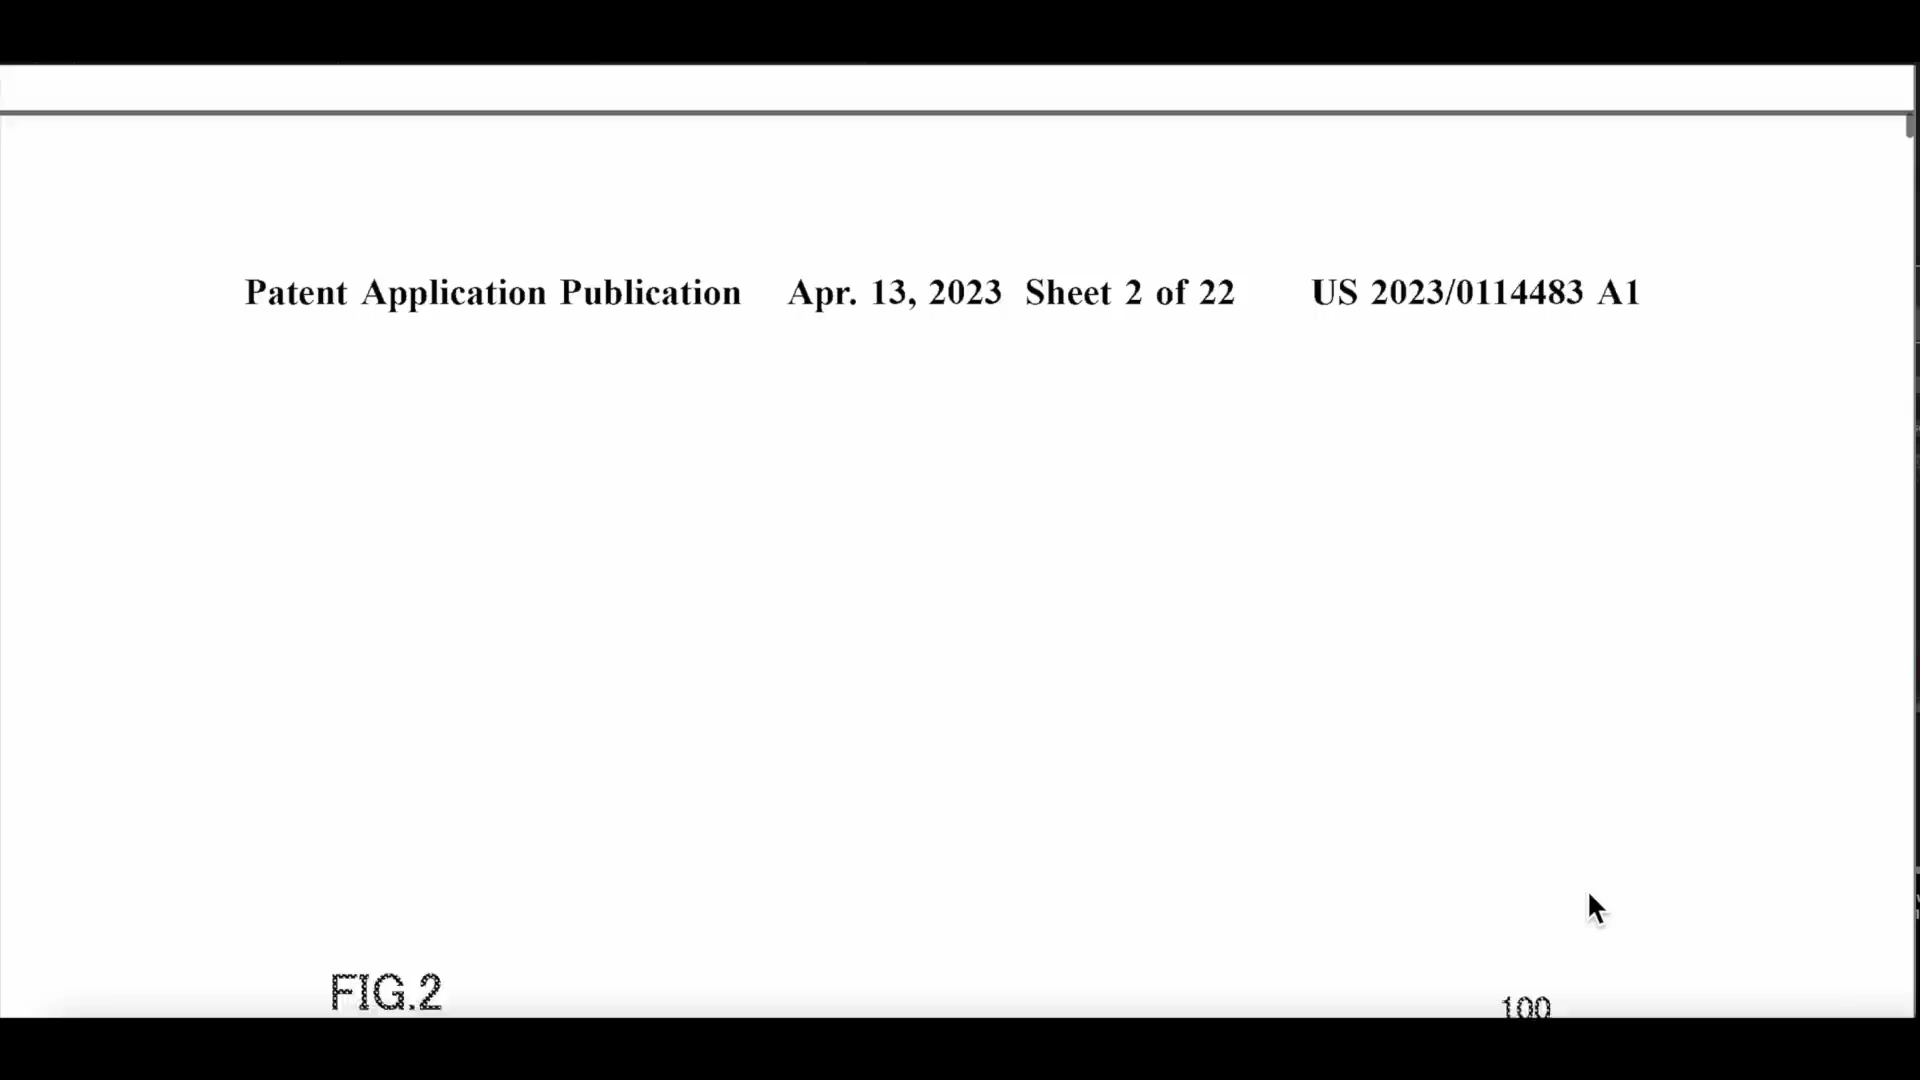 Patent Application Publication Apr. 13, 2023 Sheet 2 of 22 US 2023/0114483 A1
FIG.2
100